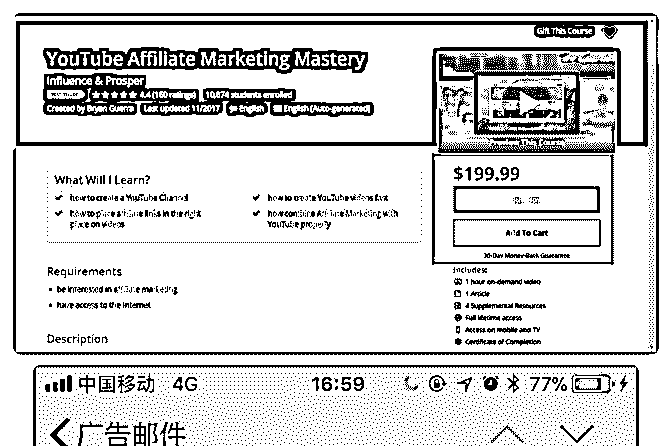 Gift This Course
YouTube Affiliate Marketing Mastery
Influence & Prosper
4.4 (160 ratings) 10,674 students enrolled
Created by Bryan Guerra Last updated 11/2017 English English [Auto-generated]
$199.99
Add To Cart
30-Day Money-Back Guarantee
Includes:
1 hour on-demand video
1 Article
4 Supplemental Resources
Full lifetime access
Access on mobile and TV
Certificate of Completion
What Will I Learn?
how to create a YouTube Channel
how to place affiliate links in the right
place on videos
how to create YouTube videos fast
how combine Affiliate Marketing with
YouTube properly
Requirements
be interested in affiliate marketing
have access to the internet
Description
中国移动 4G 16:59 77%
广告邮件